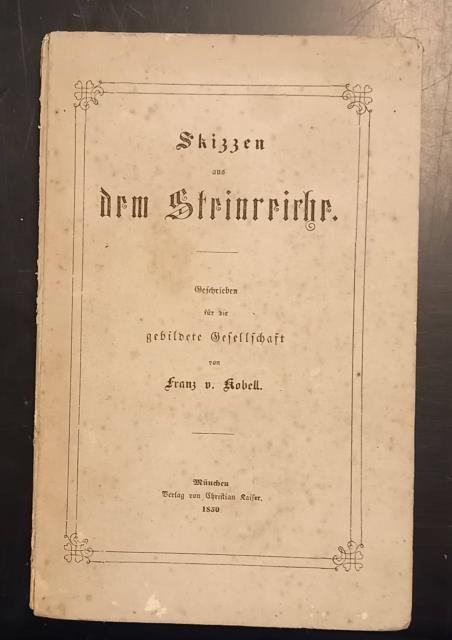 Skizzen
aus
dem Steinreiche.
Geschrieben
für die
gebildete Gesellschaft
von
Franz v. Kobell.
München
Verlag von Christian Kaiser.
1850